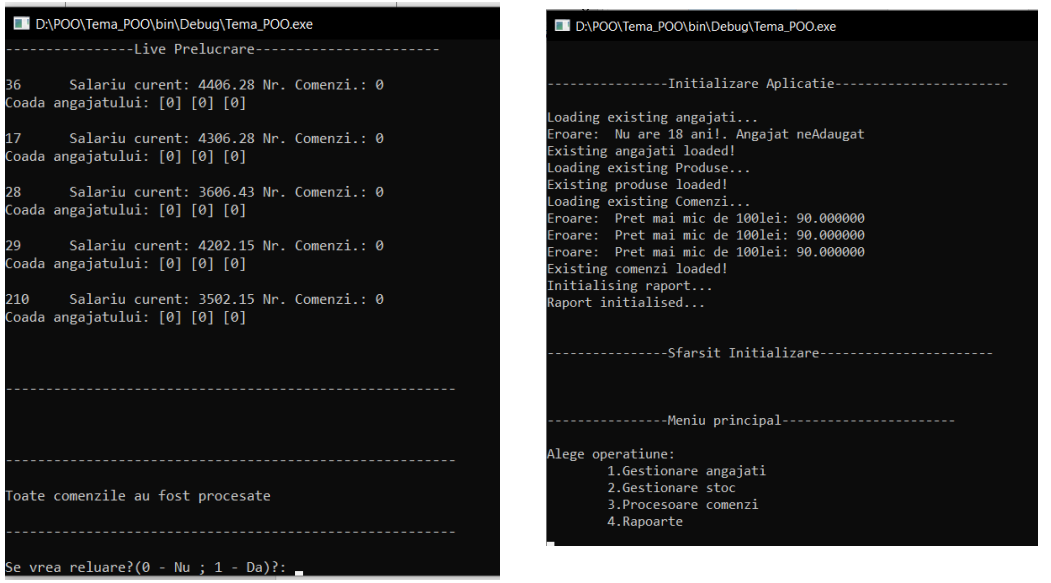 D:\POO\Tema_POO\bin\Debug\Tema_POO.exe
----------------Live Prelucrare-----------------------
36     Salariu curent: 4406.28 Nr. Comenzi.: 0
Coada angajatului: [0] [0] [0]
17     Salariu curent: 4306.28 Nr. Comenzi.: 0
Coada angajatului: [0] [0] [0]
28     Salariu curent: 3606.43 Nr. Comenzi.: 0
Coada angajatului: [0] [0] [0]
29     Salariu curent: 4202.15 Nr. Comenzi.: 0
Coada angajatului: [0] [0] [0]
210     Salariu curent: 3502.15 Nr. Comenzi.: 0
Coada angajatului: [0] [0] [0]
--------------------------------------------------------
--------------------------------------------------------
Toate comenzile au fost procesate
--------------------------------------------------------
Se vrea reluare?(0 - Nu ; 1 - Da)?:
D:\POO\Tema_POO\bin\Debug\Tema_POO.exe
----------------Initializare Aplicatie-----------------------
Loading existing angajati...
Eroare:  Nu are 18 ani!. Angajat neAdaugat
Existing angajati loaded!
Loading existing Produse...
Existing produse loaded!
Loading existing Comenzi...
Eroare:  Pret mai mic de 100lei: 90.000000
Eroare:  Pret mai mic de 100lei: 90.000000
Eroare:  Pret mai mic de 100lei: 90.000000
Existing comenzi loaded!
Initialising raport...
Raport initialised...
----------------Sfarsit Initializare-----------------------
----------------Meniu principal-----------------------
Alege operatiune:
1.Gestionare angajati
2.Gestionare stoc
3.Procesoare comenzi
4.Rapoarte